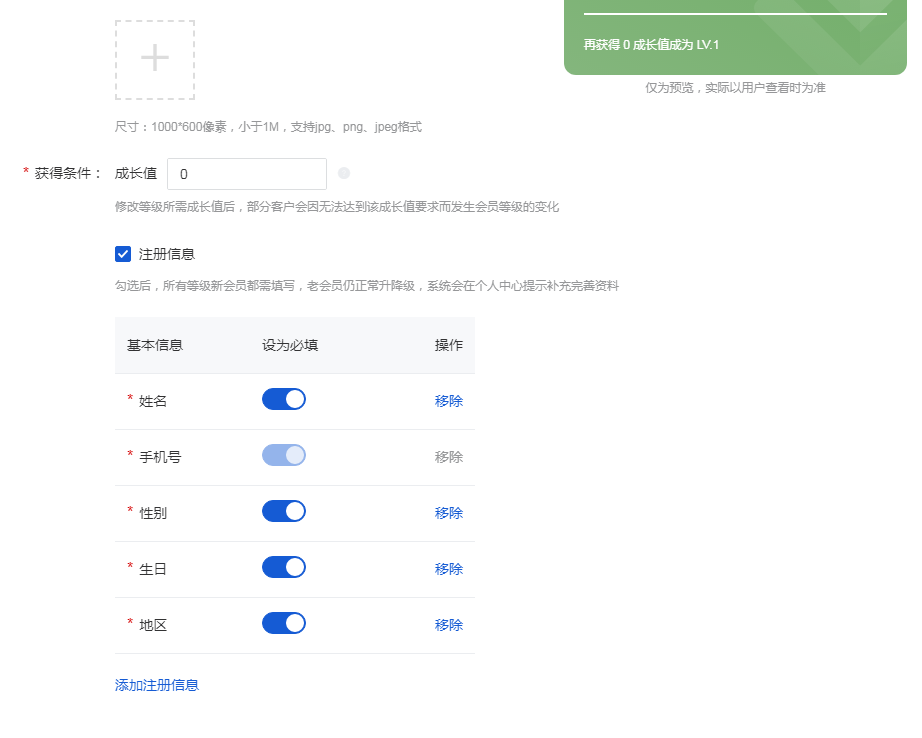 再获得 0 成长值成为 LV.1
仅为预览，实际以用户查看时为准
尺寸：1000*600像素，小于1M，支持jpg、png、jpeg格式
* 获得条件： 成长值 0
修改等级所需成长值后，部分客户会因无法达到该成长值要求而发生会员等级的变化
注册信息
勾选后，所有等级新会员都需填写，老会员仍正常升降级，系统会在个人中心提示补充完善资料
基本信息 设为必填 操作
* 姓名 移除
* 手机号 移除
* 性别 移除
* 生日 移除
* 地区 移除
添加注册信息